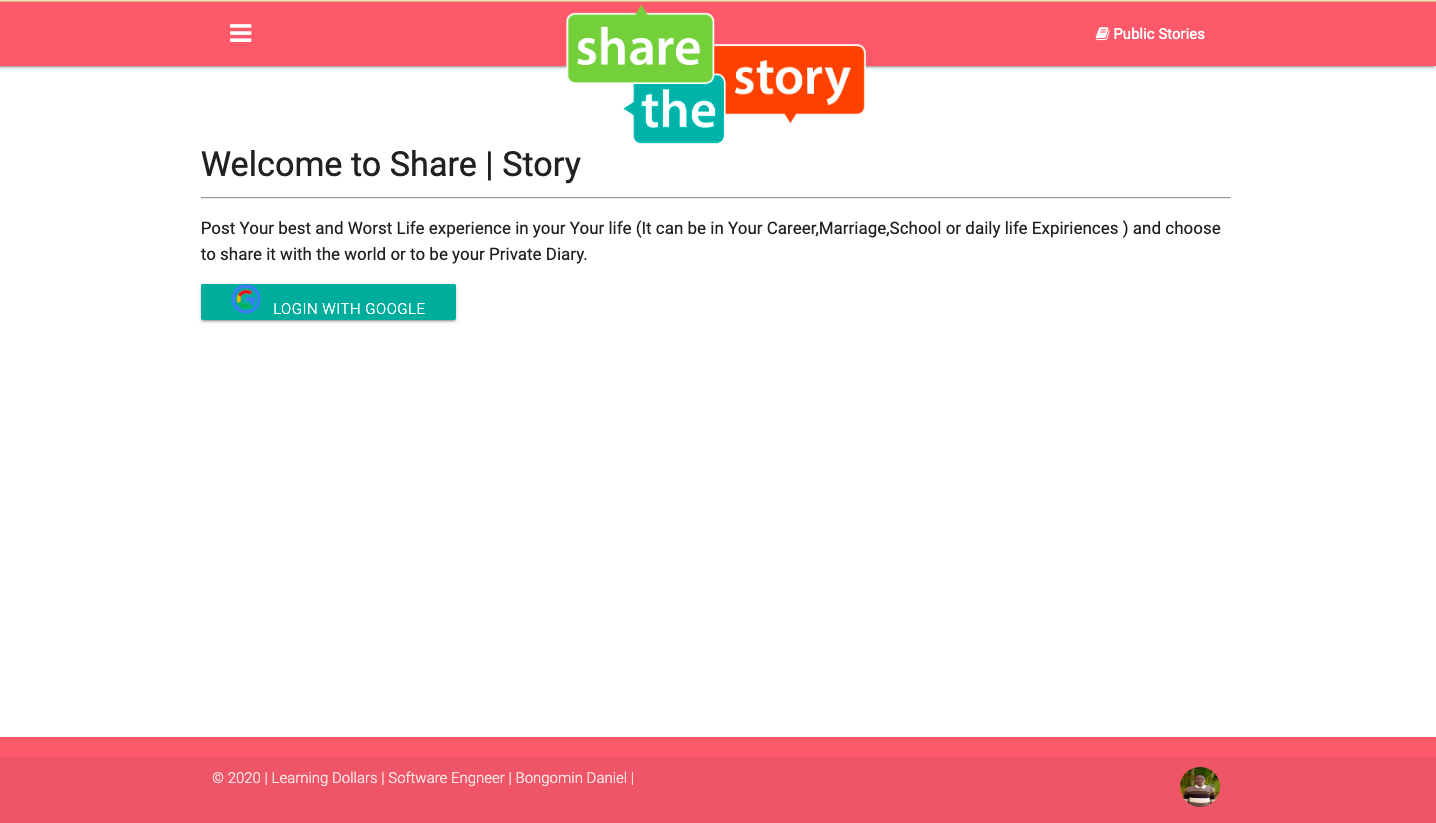 share
the
story
Public Stories
Welcome to Share | Story
Post Your best and Worst Life experience in your Your life (It can be in Your Career,Marriage,School or daily life Expiriences ) and choose
to share it with the world or to be your Private Diary.
LOGIN WITH GOOGLE
© 2020 | Learning Dollars | Software Engneer | Bongomin Daniel |